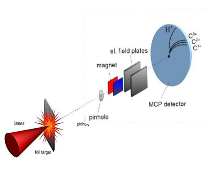 el. field plates
magnet
H⁺
C
C
C
MCP detector
pinhole
laser
foil target